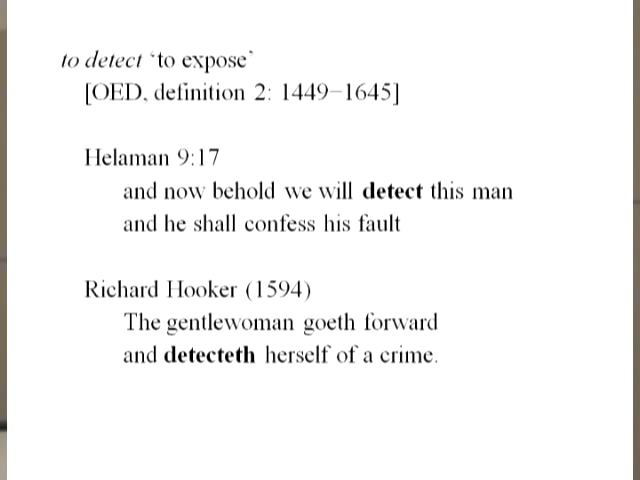 to detect ‘to expose‵
[OED, definition 2: 1449–1645]
Helaman 9:17
and now behold we will detect this man
and he shall confess his fault
Richard Hooker (1594)
The gentlewoman goeth forward
and detecteth herself of a crime.